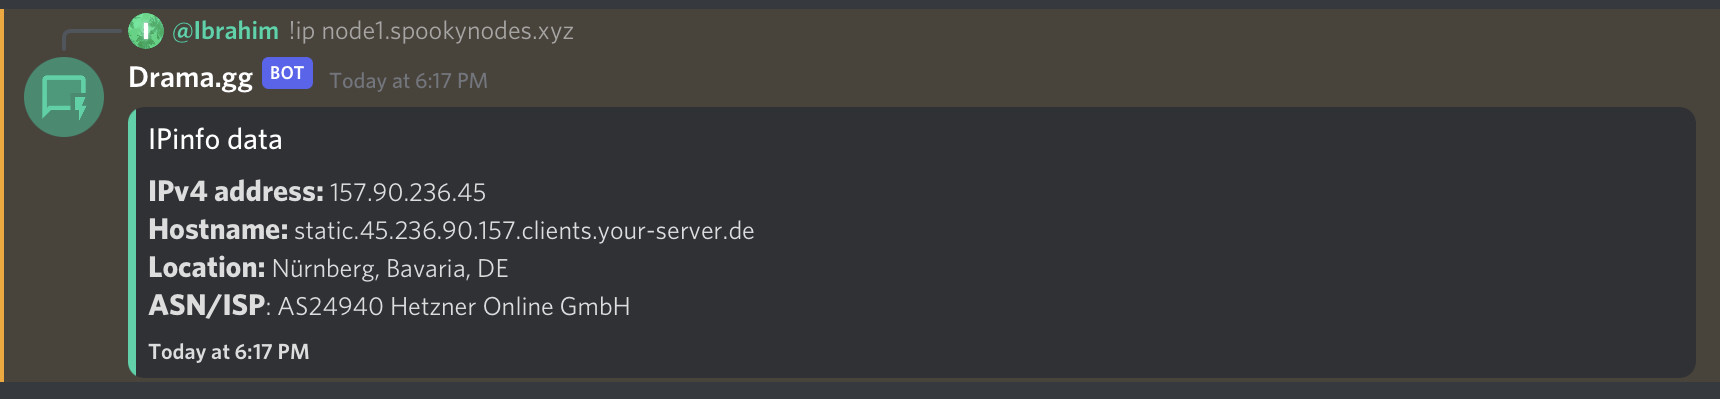 I @Ibrahim !ip node1.spookynodes.xyz
Drama.gg BOT Today at 6:17 PM
IPinfo data
IPv4 address: 157.90.236.45
Hostname: static.45.236.90.157.clients.your-server.de
Location: Nürnberg, Bavaria, DE
ASN/ISP: AS24940 Hetzner Online GmbH
Today at 6:17 PM